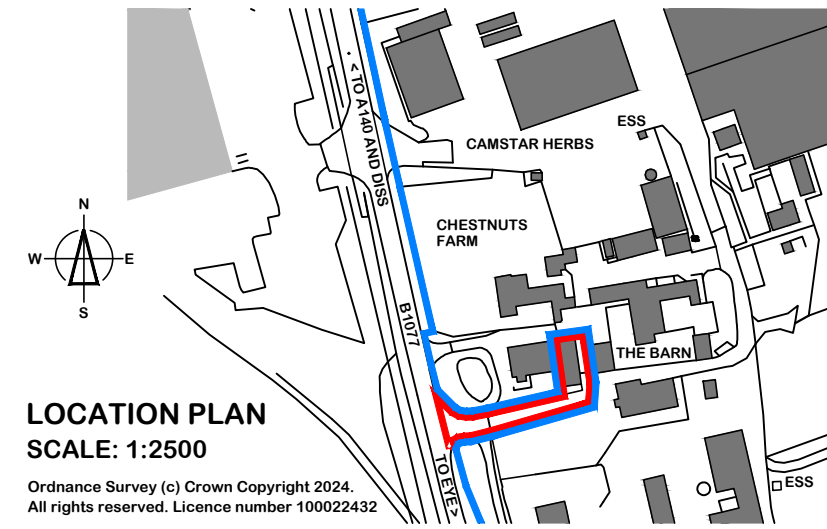 < TO A140 AND DISS
ESS
CAMSTAR HERBS
CHESTNUTS
FARM
N
W
E
S
B1077
THE BARN
LOCATION PLAN
SCALE: 1:2500
TO EYE >
ESS
Ordnance Survey (c) Crown Copyright 2024.
All rights reserved. Licence number 100022432